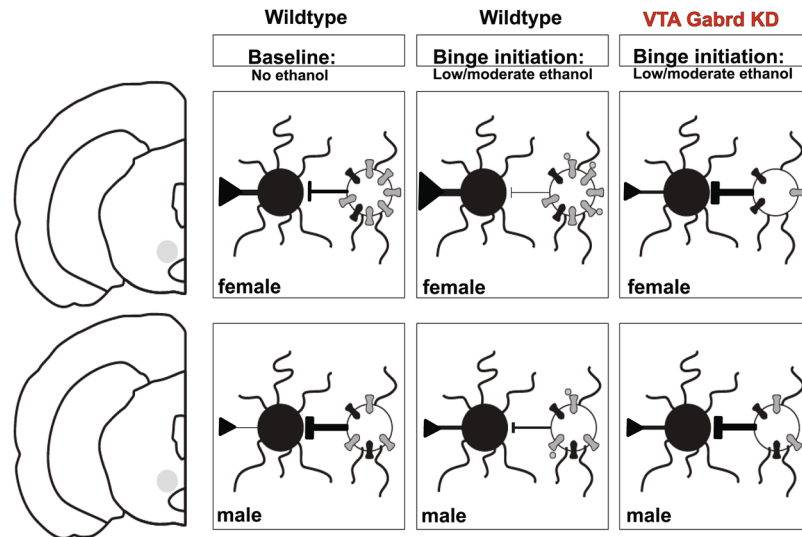 Wildtype
Wildtype
VTA Gabrd KD
Baseline:
No ethanol
Binge initiation:
Low/moderate ethanol
Binge initiation:
Low/moderate ethanol
female
female
female
male
male
male